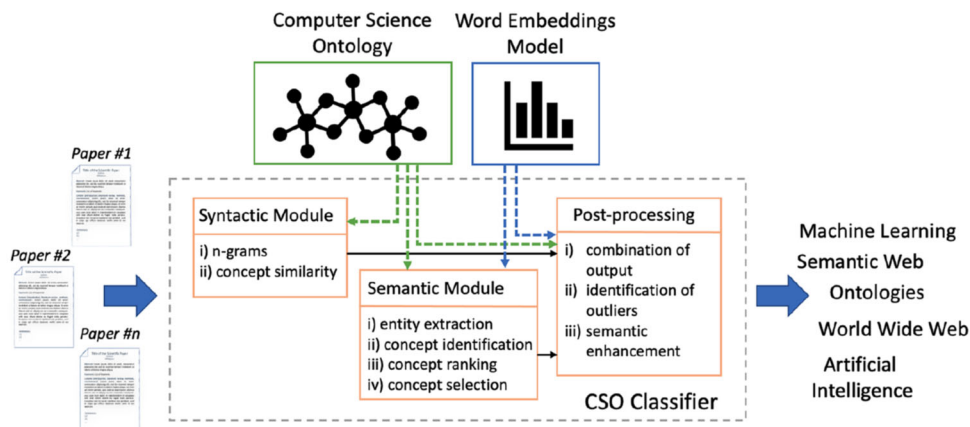 Computer Science
Ontology
Word Embeddings
Model
Paper #1
Paper #2
Paper #n
Syntactic Module
i) n-grams
ii) concept similarity
Semantic Module
i) entity extraction
ii) concept identification
iii) concept ranking
iv) concept selection
Post-processing
i) combination of
output
ii) identification of
outliers
iii) semantic
enhancement
CSO Classifier
Machine Learning
Semantic Web
Ontologies
World Wide Web
Artificial
Intelligence